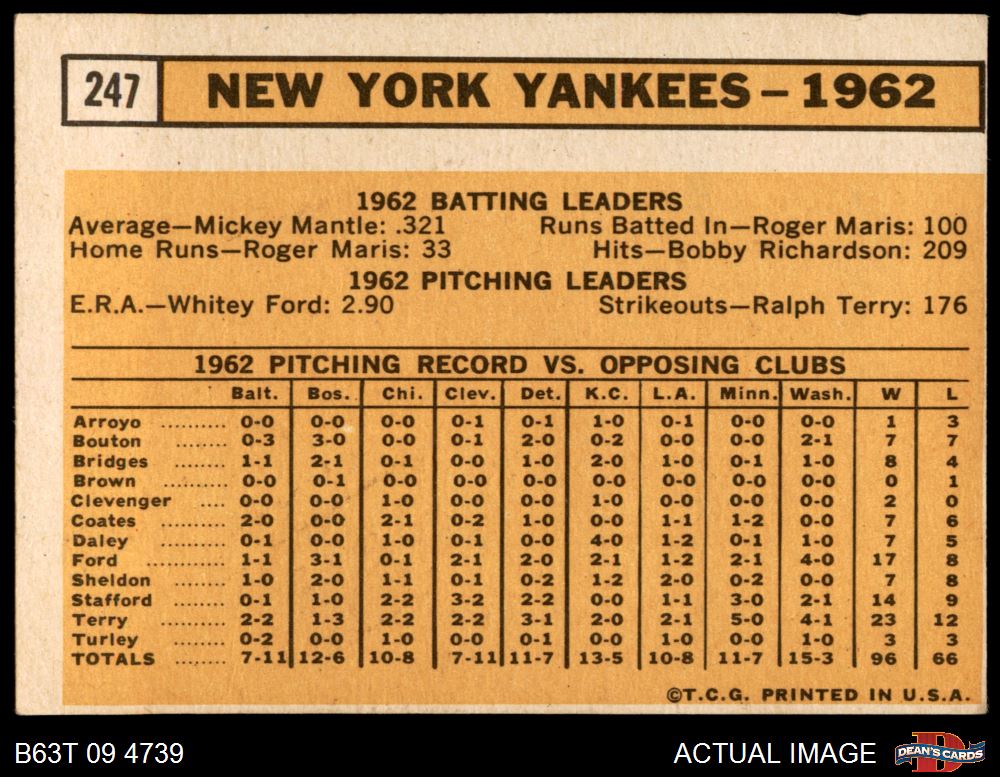 247 NEW YORK YANKEES – 1962
1962 BATTING LEADERS
Average—Mickey Mantle: .321 Runs Batted In—Roger Maris: 100
Home Runs—Roger Maris: 33 Hits—Bobby Richardson: 209
1962 PITCHING LEADERS
E.R.A.—Whitey Ford: 2.90 Strikeouts—Ralph Terry: 176
1962 PITCHING RECORD VS. OPPOSING CLUBS
Balt. Bos. Chi. Clev. Det. K.C. L.A. Minn. Wash. W L
Arroyo .......... 0-0 0-0 0-0 0-1 0-1 1-0 0-1 0-0 0-0 1 3
Bouton .......... 0-3 3-0 0-0 0-1 2-0 0-2 0-0 0-0 2-1 7 7
Bridges ........ 1-1 2-1 0-1 0-0 1-0 2-0 1-0 0-1 1-0 8 4
Brown .......... 0-0 0-1 0-0 0-0 0-0 0-0 0-0 0-0 0-0 0 1
Clevenger .... 0-0 0-0 1-0 0-0 0-0 1-0 0-0 0-0 0-0 2 0
Coates .......... 2-0 0-0 2-1 0-2 1-0 0-0 1-1 1-2 0-0 7 6
Daley .......... 0-1 0-0 1-0 0-1 0-0 4-0 1-2 0-1 1-0 7 5
Ford ............ 1-1 3-1 0-1 2-1 2-0 2-1 1-2 2-1 4-0 17 8
Sheldon ........ 1-0 2-0 1-1 0-1 0-2 1-2 2-0 0-2 0-0 7 8
Stafford ........ 0-1 1-0 2-2 3-2 2-2 0-0 1-1 3-0 2-1 14 9
Terry ............ 2-2 1-3 2-2 2-2 3-1 2-0 2-1 5-0 4-1 23 12
Turley .......... 0-2 0-0 1-0 0-0 0-1 0-0 1-0 0-0 1-0 3 3
TOTALS ........ 7-11 12-6 10-8 7-11 11-7 13-5 10-8 11-7 15-3 96 66
©T.C.G. PRINTED IN U.S.A.
B63T 09 4739 ACTUAL IMAGE DEAN'S CARDS